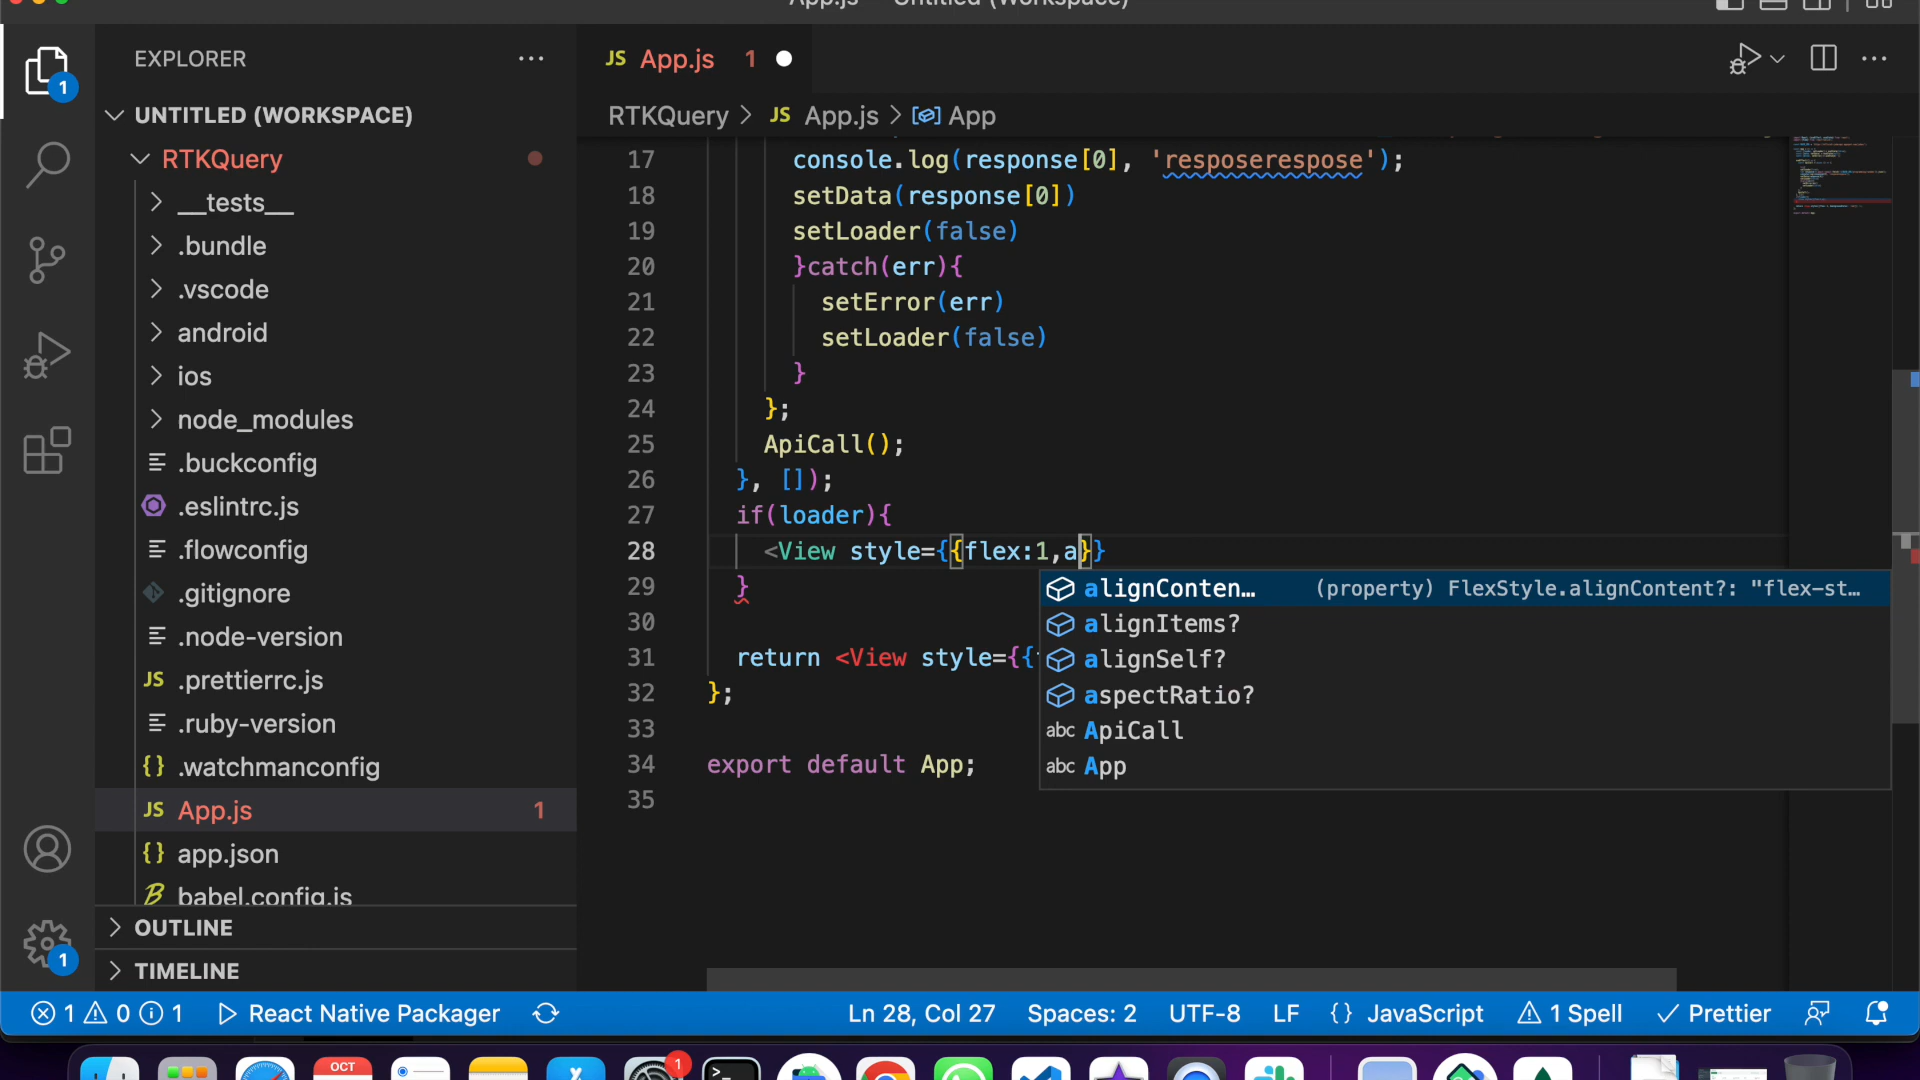 EXPLORER
UNTITLED (WORKSPACE)
RTKQuery
__tests__
.bundle
.vscode
android
ios
node_modules
.buckconfig
.eslintrc.js
.flowconfig
.gitignore
.node-version
JS .prettierrc.js
.ruby-version
{} .watchmanconfig
JS App.js 1
{} app.json
babel.config.js
OUTLINE
TIMELINE
1
1
JS App.js 1
RTKQuery > JS App.js > App
17 console.log(response[0], 'resposerespose');
18 setData(response[0])
19 setLoader(false)
20 }catch(err){
21 setError(err)
22 setLoader(false)
23 }
24 };
25 ApiCall();
26 }, []);
27 if(loader){
28 <View style={{flex:1,a}}
29 }
30
31 return <View style={{
32 };
33
34 export default App;
35
alignConten… (property) FlexStyle.alignContent?: "flex-st…
alignItems?
alignSelf?
aspectRatio?
abc ApiCall
abc App
1 0 1 React Native Packager Ln 28, Col 27 Spaces: 2 UTF-8 LF {} JavaScript 1 Spell Prettier
OCT
1